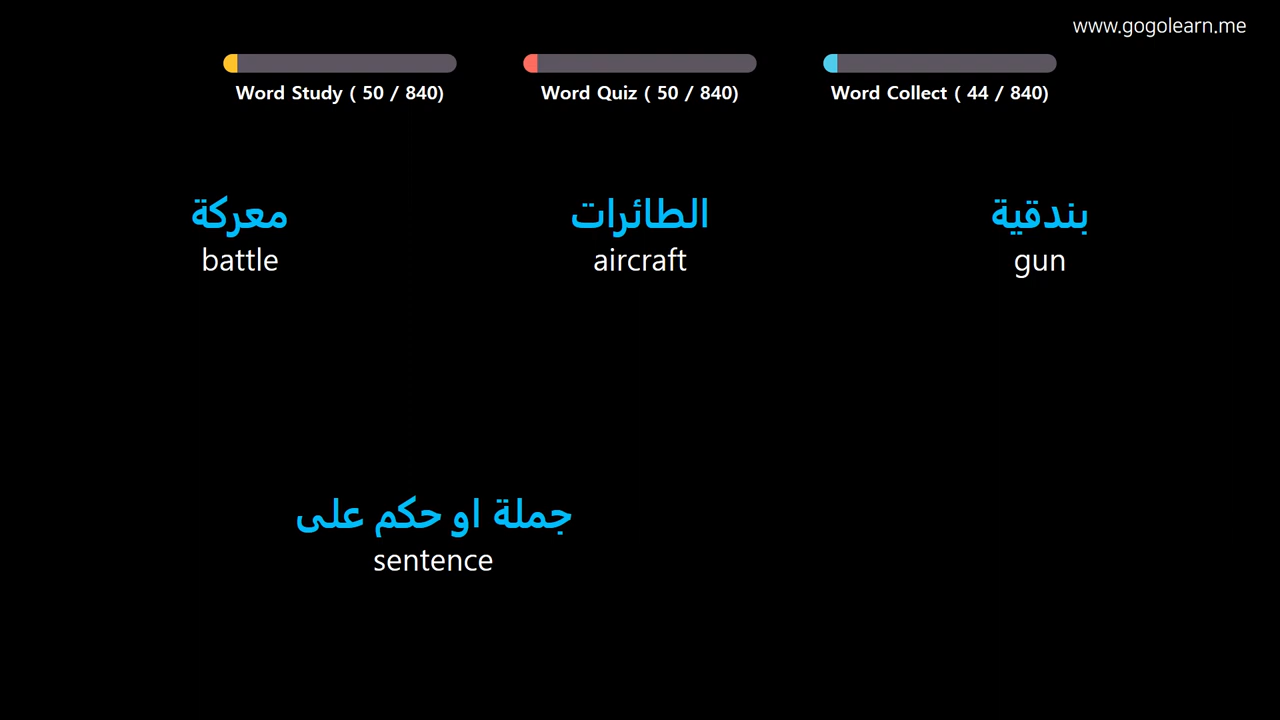 www.gogolearn.me
Word Study ( 50 / 840)
Word Quiz ( 50 / 840)
Word Collect ( 44 / 840)
معركة
battle
الطائرات
aircraft
بندقية
gun
جملة او حكم على
sentence